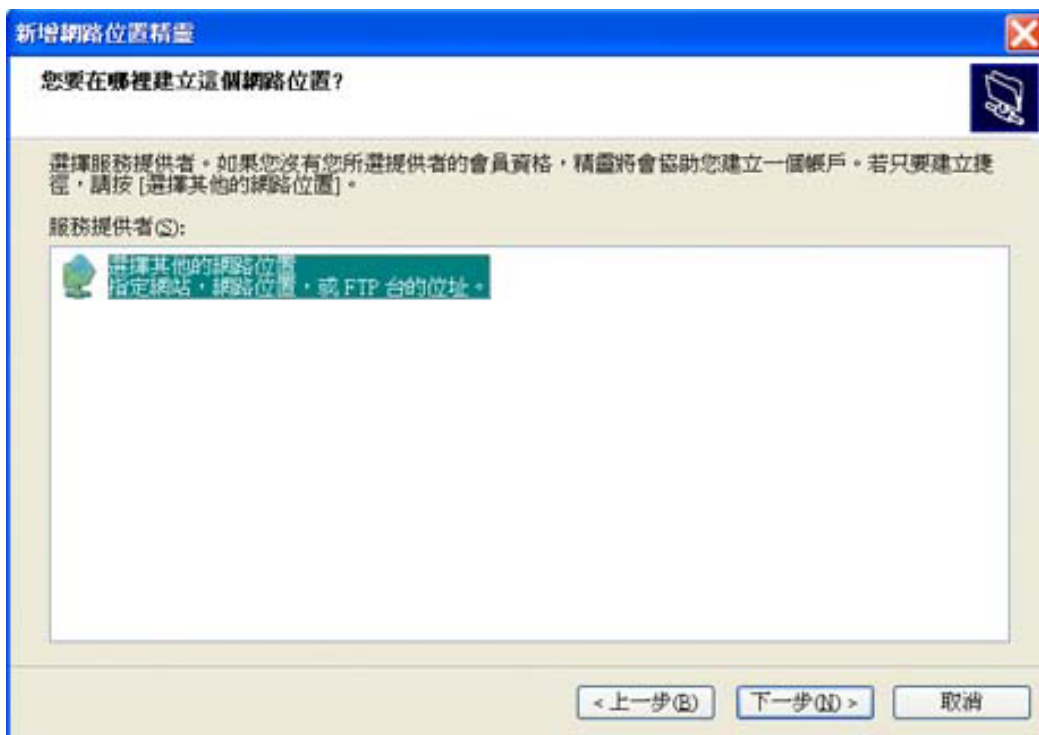 新增網路位置精靈
您要在哪裡建立這個網路位置?
選擇服務提供者。如果您沒有您所選提供者的會員資格，精靈將會協助您建立一個帳戶。若只要建立捷
徑，請按 [選擇其他的網路位置]。
服務提供者(S):
選擇其他的網路位置
指定網站，網路位置，或 FTP 台的位址。
<上一步(B)
下一步(N) >
取消